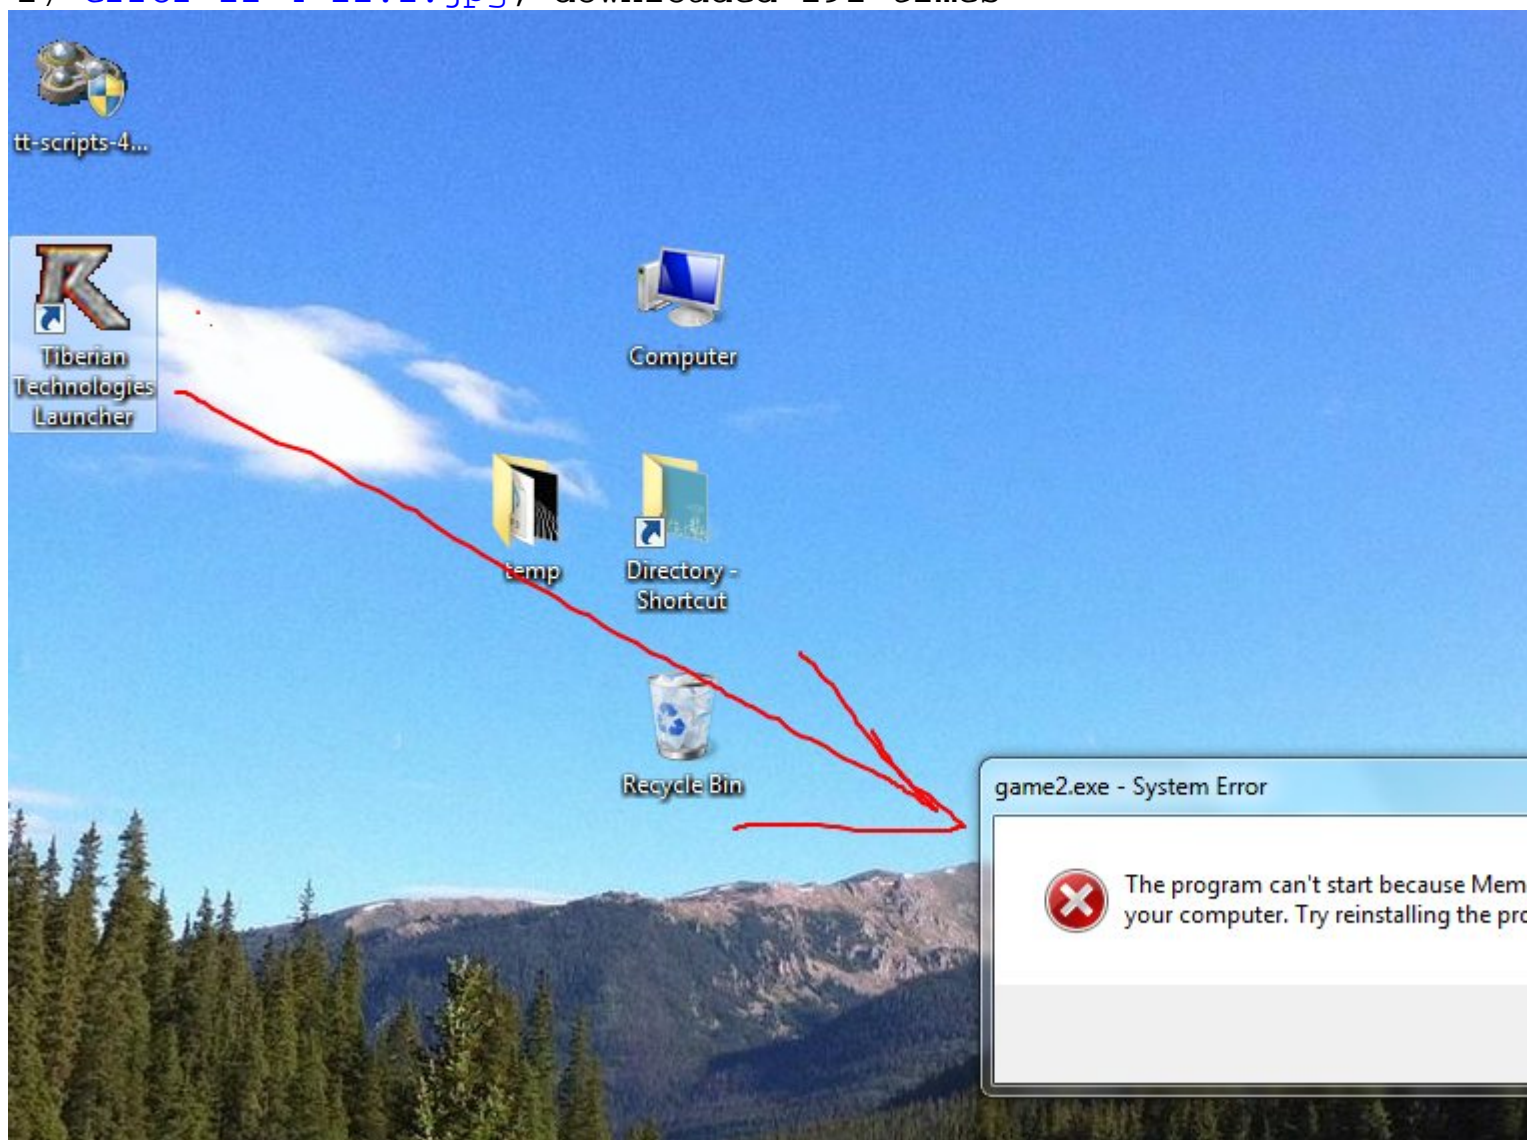 tt-scripts-4...
Tiberian
Technologies
Launcher
Computer
temp
Directory -
Shortcut
Recycle Bin
game2.exe - System Error
The program can't start because Mem
your computer. Try reinstalling the pro